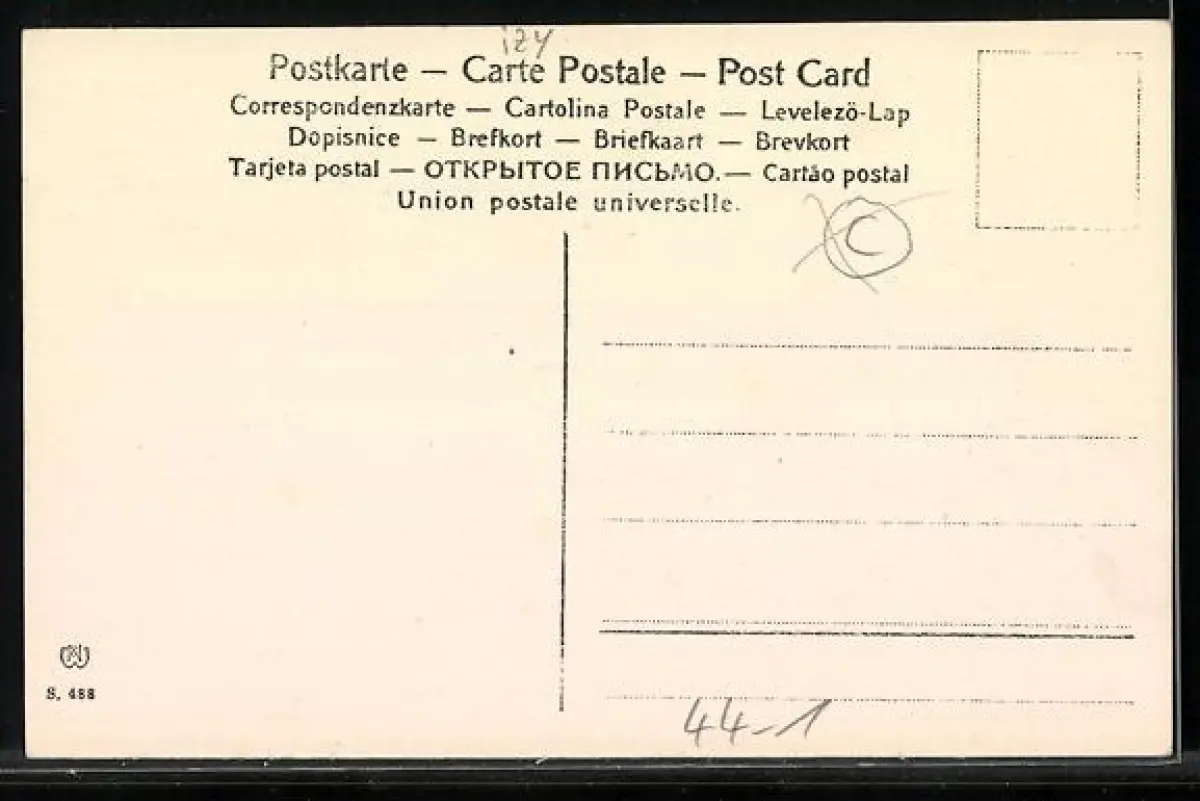 izy
Postkarte — Carte Postale — Post Card
Correspondenzkarte — Cartolina Postale — Levelezö-Lap
Dopisnice — Brefkort — Briefkaart — Brevkort
Tarjeta postal — ОТКРЫТОЕ ПИСЬМО. — Cartão postal
Union postale universelle.
C
S. 488
44-1